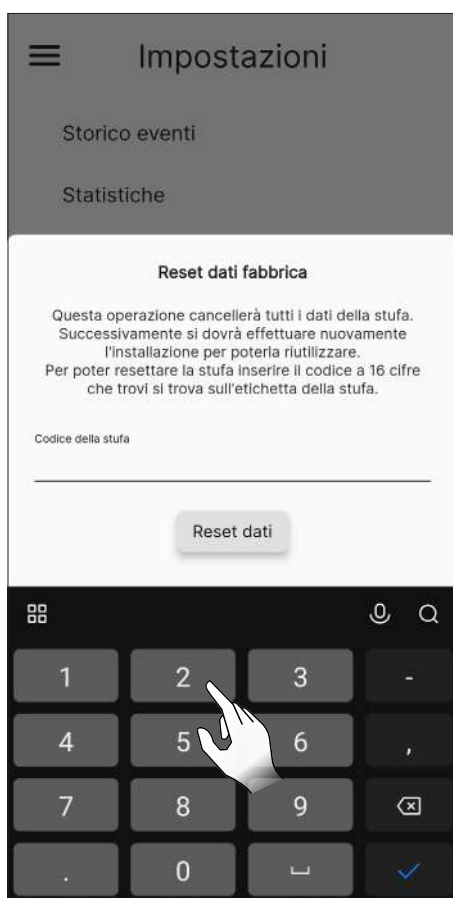 Impostazioni
Storico eventi
Statistiche
Reset dati fabbrica
Questa operazione cancellerà tutti i dati della stufa.
Successivamente si dovrà effettuare nuovamente
l'installazione per poterla riutilizzare.
Per poter resettare la stufa inserire il codice a 16 cifre
che trovi si trova sull'etichetta della stufa.
Codice della stufa
Reset dati
1 2 3 -
4 5 6 ,
7 8 9
. 0